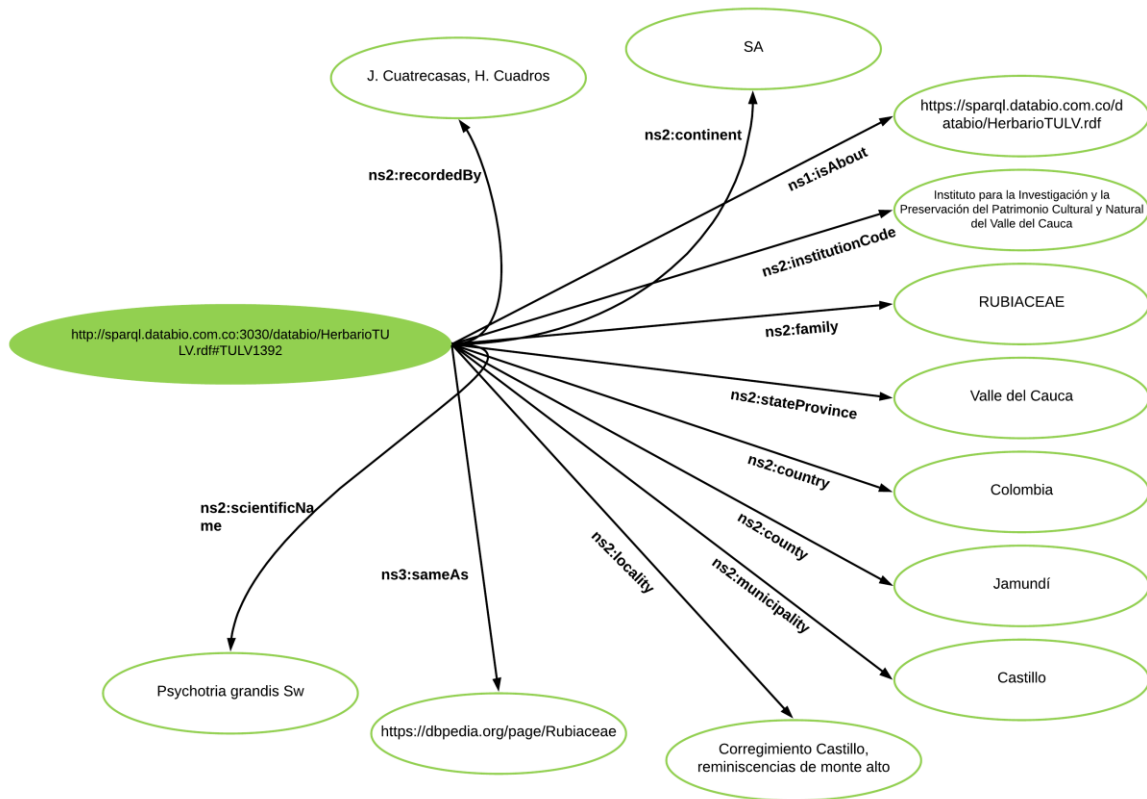 SA
J. Cuatrecasas, H. Cuadros
https://sparql.databio.com.co/d
atabio/HerbarioTULV.rdf
ns2:continent
ns2:recordedBy
ns1:isAbout
Instituto para la Investigación y la
Preservación del Patrimonio Cultural y Natural
del Valle del Cauca
ns2:institutionCode
RUBIACEAE
ns2:family
http://sparql.databio.com.co:3030/databio/HerbarioTU
LV.rdf#TULV1392
Valle del Cauca
ns2:stateProvince
ns2:country
Colombia
ns2:scientificNa
me
ns2:county
ns3:sameAs
ns2:locality
ns2:municipality
Jamundí
Castillo
Psychotria grandis Sw
https://dbpedia.org/page/Rubiaceae
Corregimiento Castillo,
reminiscencias de monte alto